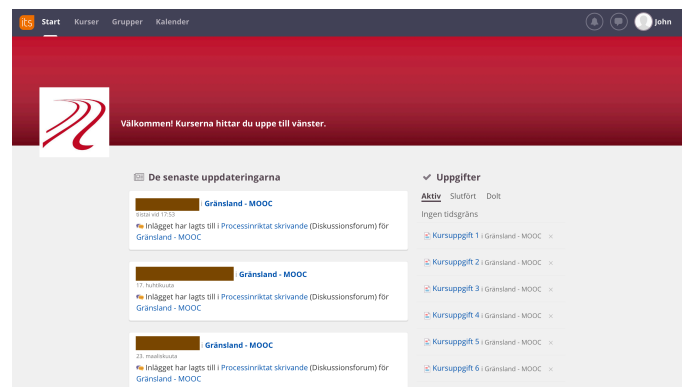 its Start Kurser Grupper Kalender John
Välkommen! Kurserna hittar du uppe till vänster.
De senaste uppdateringarna
i Gränsland - MOOC
tiistai vid 17:53
Inlägget har lagts till i Processinriktat skrivande (Diskussionsforum) för
Gränsland - MOOC
i Gränsland - MOOC
17. huhtikuuta
Inlägget har lagts till i Processinriktat skrivande (Diskussionsforum) för
Gränsland - MOOC
i Gränsland - MOOC
23. maaliskuuta
Inlägget har lagts till i Processinriktat skrivande (Diskussionsforum) för
Gränsland - MOOC
Uppgifter
Aktiv Slutfört Dolt
Ingen tidsgräns
Kursuppgift 1 i Gränsland - MOOC ×
Kursuppgift 2 i Gränsland - MOOC ×
Kursuppgift 3 i Gränsland - MOOC ×
Kursuppgift 4 i Gränsland - MOOC ×
Kursuppgift 5 i Gränsland - MOOC ×
Kursuppgift 6 i Gränsland - MOOC ×